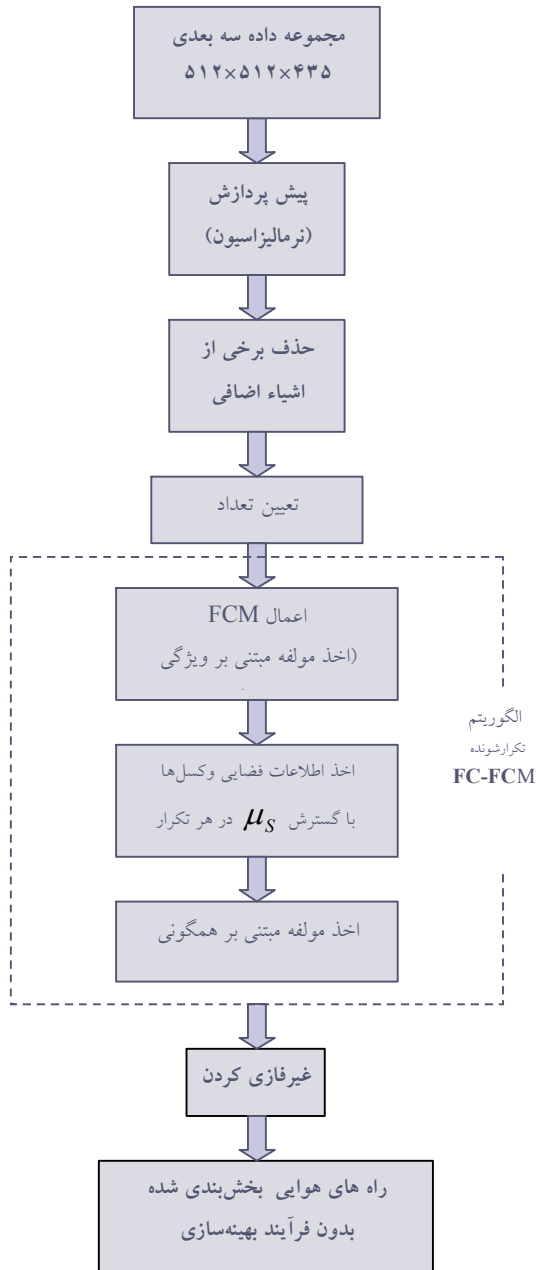 مجموعه داده سه بعدی
۵۱۲×۵۱۲×۴۳۵
پیش پردازش
(نرمالیزاسیون)
حذف برخی از
اشیاء اضافی
تعیین تعداد
اعمال FCM
(اخذ مولفه مبتنی بر ویژگی
اخذ اطلاعات فضایی وکسل‌ها
با گسترش μS در هر تکرار
اخذ مولفه مبتنی بر همگونی
الگوریتم
تکرارشونده
FC-FCM
غیرفازی کردن
راه های هوایی بخش‌بندی شده
بدون فرآیند بهینه‌سازی